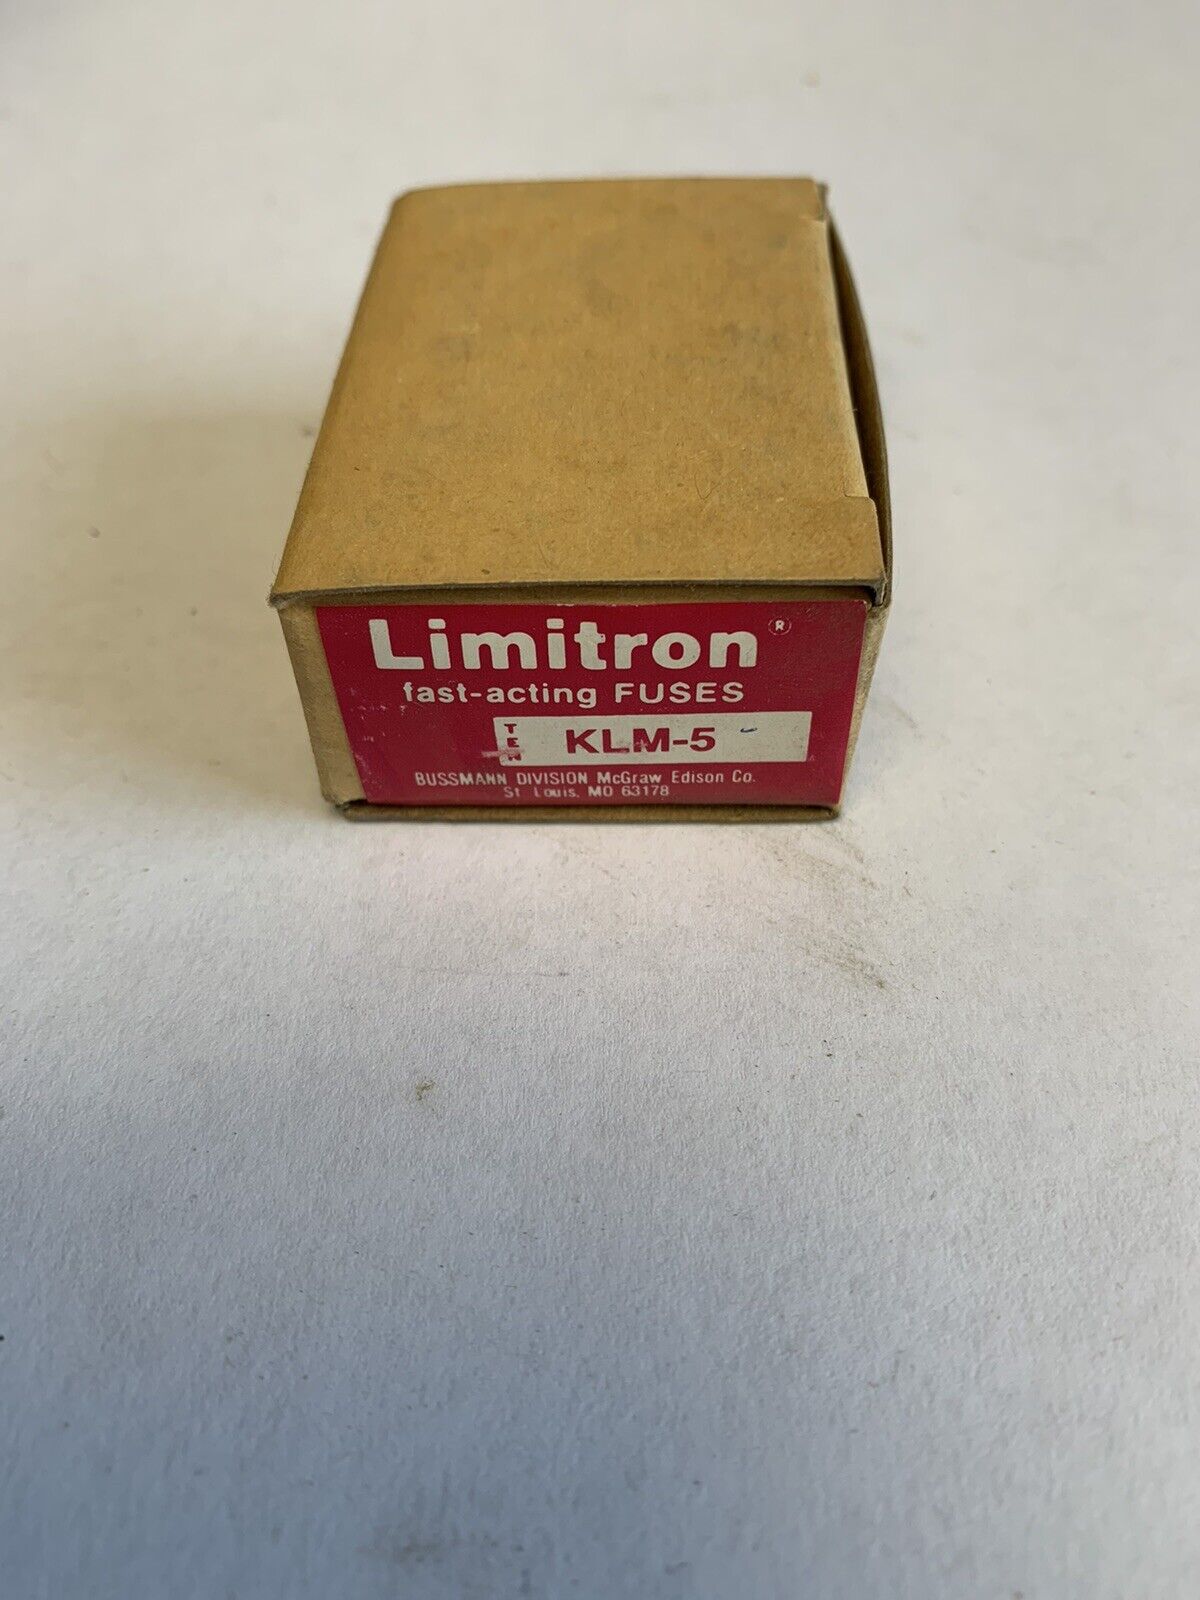 Limitron®
fast-acting FUSES
TEN KLM-5
BUSSMANN DIVISION McGraw Edison Co.
St Louis, MO 63178